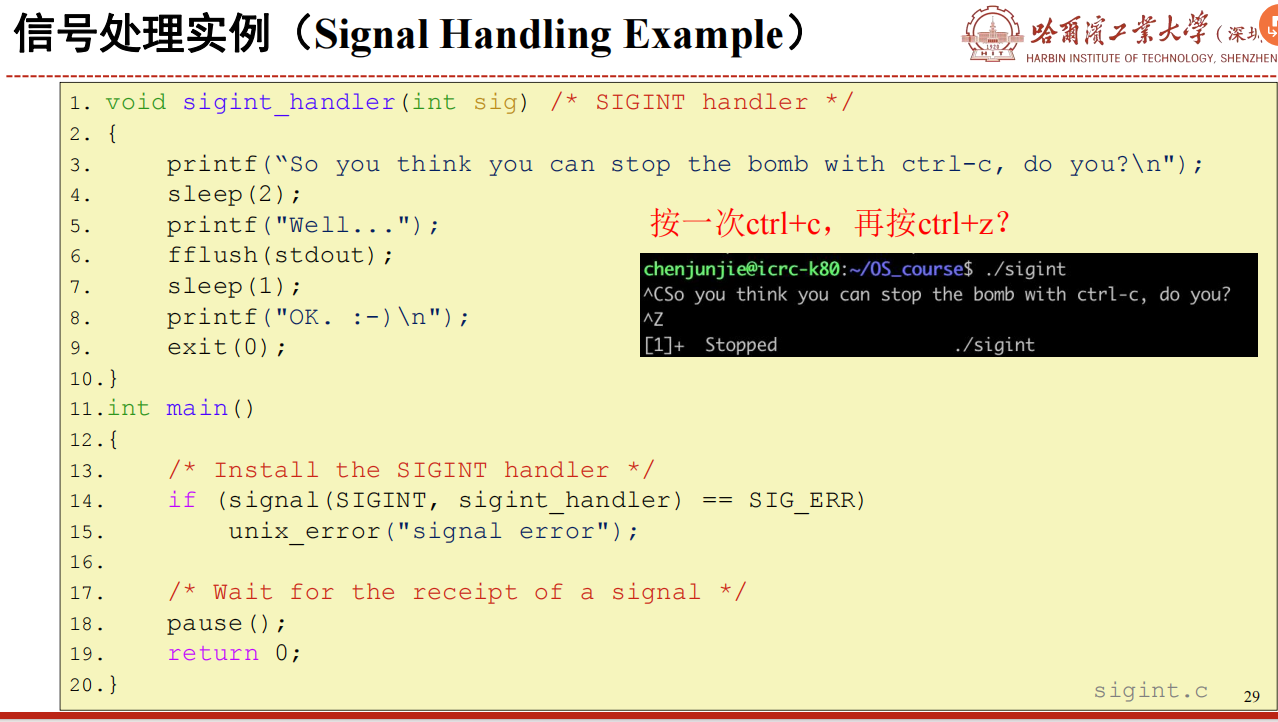 信号处理实例（Signal Handling Example）
哈爾濱工業大學（深圳
HARBIN INSTITUTE OF TECHNOLOGY, SHENZHEN
1. void sigint_handler(int sig) /* SIGINT handler */
2. {
3.     printf(“So you think you can stop the bomb with ctrl-c, do you?\n");
4.     sleep(2);
5.     printf("Well...");
6.     fflush(stdout);
7.     sleep(1);
8.     printf("OK. :-)\n");
9.     exit(0);
10.}
按一次ctrl+c，再按ctrl+z？
chenjunjie@icrc-k80:~/OS_course$ ./sigint
^CSo you think you can stop the bomb with ctrl-c, do you?
^Z
[1]+  Stopped                 ./sigint
11.int main()
12.{
13.    /* Install the SIGINT handler */
14.    if (signal(SIGINT, sigint_handler) == SIG_ERR)
15.        unix_error("signal error");
16.
17.    /* Wait for the receipt of a signal */
18.    pause();
19.    return 0;
20.}
sigint.c
29